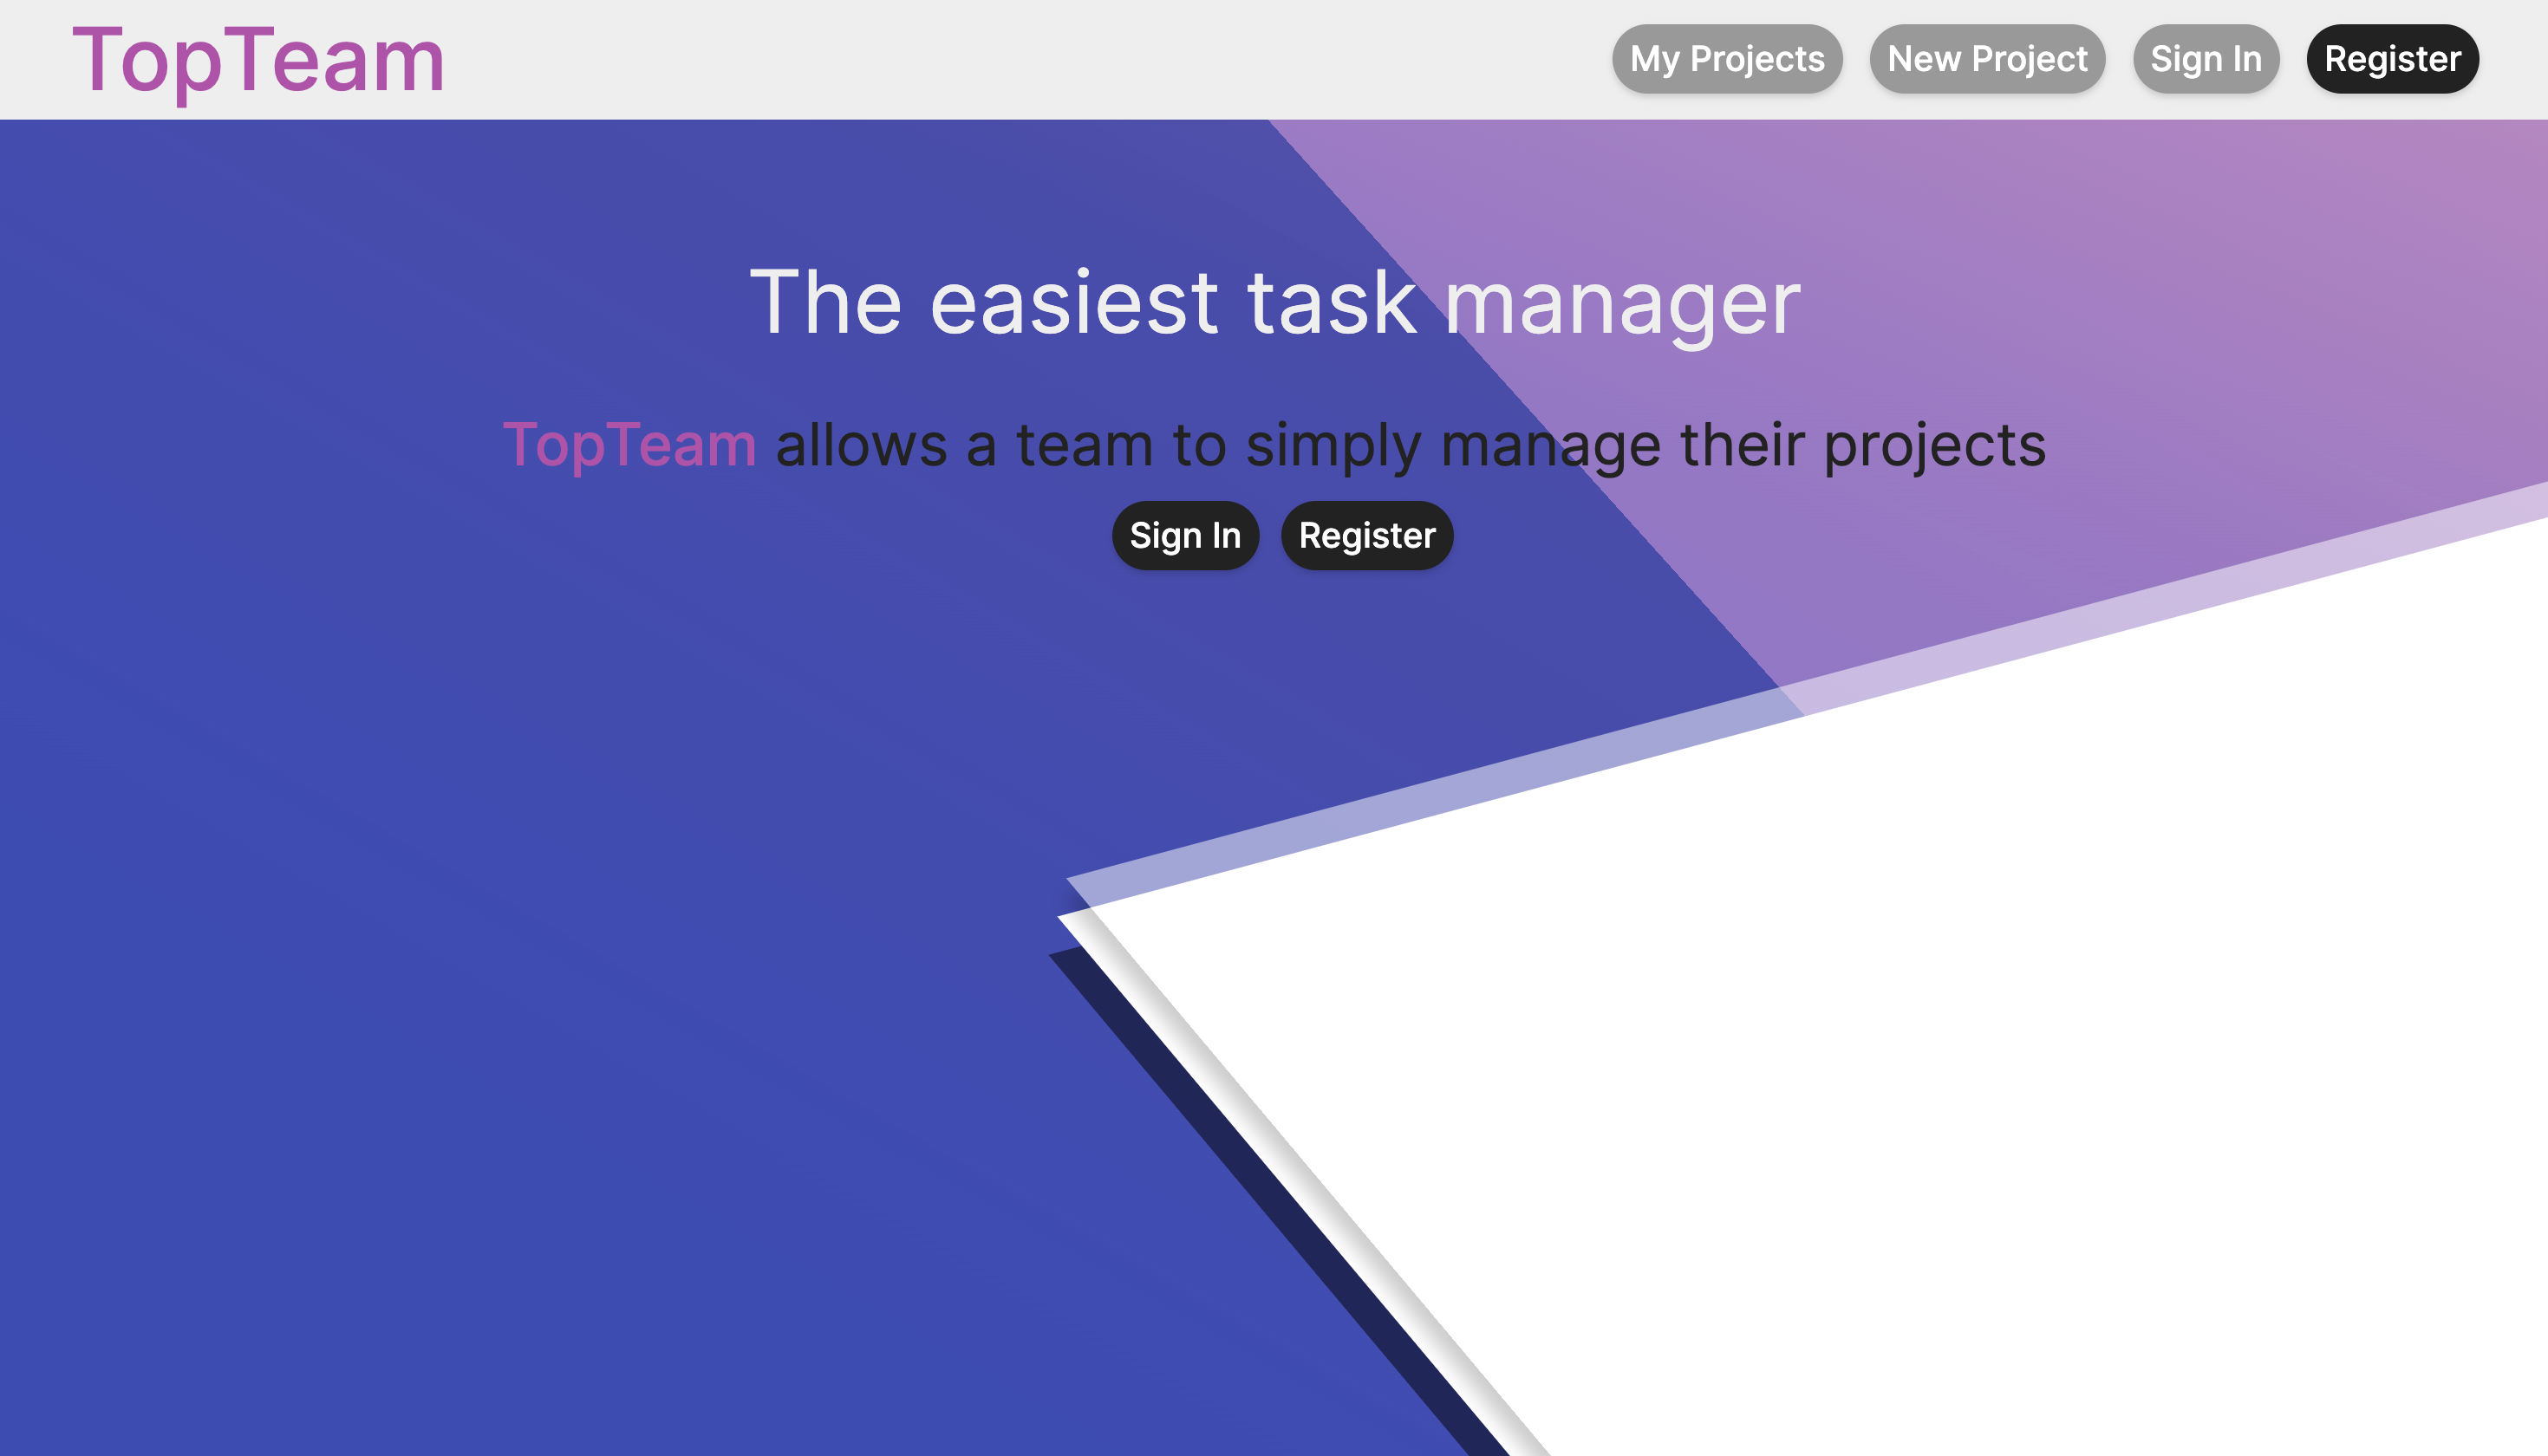 TopTeam My Projects New Project Sign In Register
The easiest task manager
TopTeam allows a team to simply manage their projects
Sign In Register